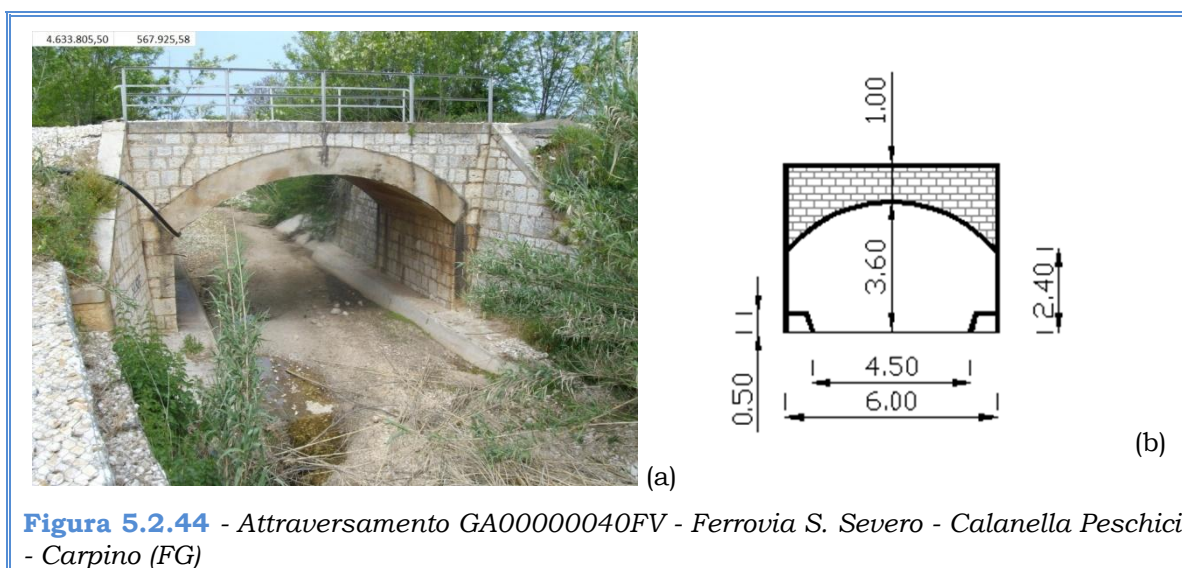 4.633.805,50 567.925,58
1.00
3.60
2.40
0.50
4.50
6.00
(a)
(b)
Figura 5.2.44 - Attraversamento GA00000040FV - Ferrovia S. Severo - Calanella Peschici
- Carpino (FG)